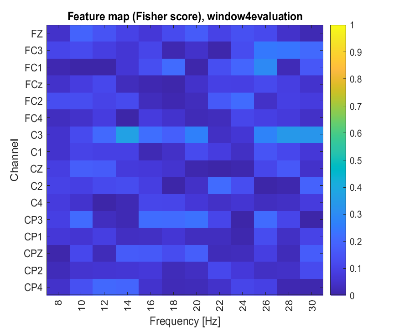 Feature map (Fisher score), window4evaluation
FZ
FC3
FC1
FCz
FC2
FC4
C3
C1
CZ
C2
C4
CP3
CP1
CPZ
CP2
CP4
Channel
8 10 12 14 16 18 20 22 24 26 28 30
Frequency [Hz]
1
0.9
0.8
0.7
0.6
0.5
0.4
0.3
0.2
0.1
0